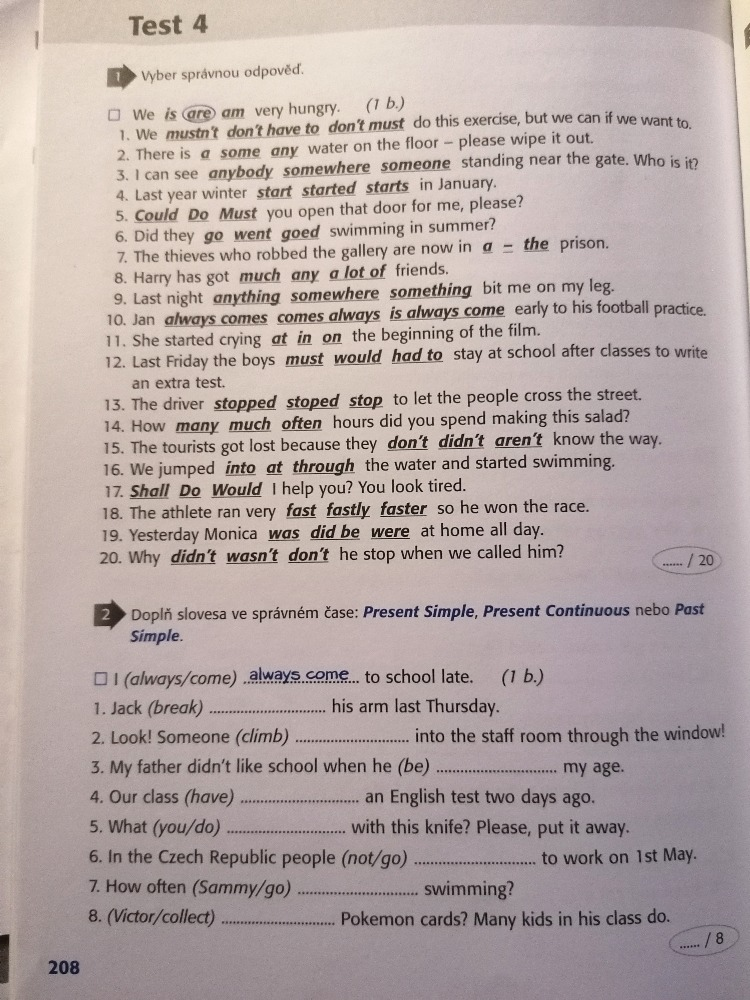 Test 4
1 Vyber správnou odpověď.
We is are am very hungry. (1 b.)
1. We mustn't don't have to don't must do this exercise, but we can if we want to.
2. There is a some any water on the floor – please wipe it out.
3. I can see anybody somewhere someone standing near the gate. Who is it?
4. Last year winter start started starts in January.
5. Could Do Must you open that door for me, please?
6. Did they go went goed swimming in summer?
7. The thieves who robbed the gallery are now in a – the prison.
8. Harry has got much any a lot of friends.
9. Last night anything somewhere something bit me on my leg.
10. Jan always comes comes always is always come early to his football practice.
11. She started crying at in on the beginning of the film.
12. Last Friday the boys must would had to stay at school after classes to write
an extra test.
13. The driver stopped stoped stop to let the people cross the street.
14. How many much often hours did you spend making this salad?
15. The tourists got lost because they don't didn't aren't know the way.
16. We jumped into at through the water and started swimming.
17. Shall Do Would I help you? You look tired.
18. The athlete ran very fast fastly faster so he won the race.
19. Yesterday Monica was did be were at home all day.
20. Why didn't wasn't don't he stop when we called him?
...... / 20
2 Doplň slovesa ve správném čase: Present Simple, Present Continuous nebo Past
Simple.
I (always/come) ..always come... to school late. (1 b.)
1. Jack (break) ............................ his arm last Thursday.
2. Look! Someone (climb) ............................ into the staff room through the window!
3. My father didn't like school when he (be) ............................ my age.
4. Our class (have) ............................ an English test two days ago.
5. What (you/do) ............................ with this knife? Please, put it away.
6. In the Czech Republic people (not/go) ............................ to work on 1st May.
7. How often (Sammy/go) ............................ swimming?
8. (Victor/collect) ............................ Pokemon cards? Many kids in his class do.
...... / 8
208